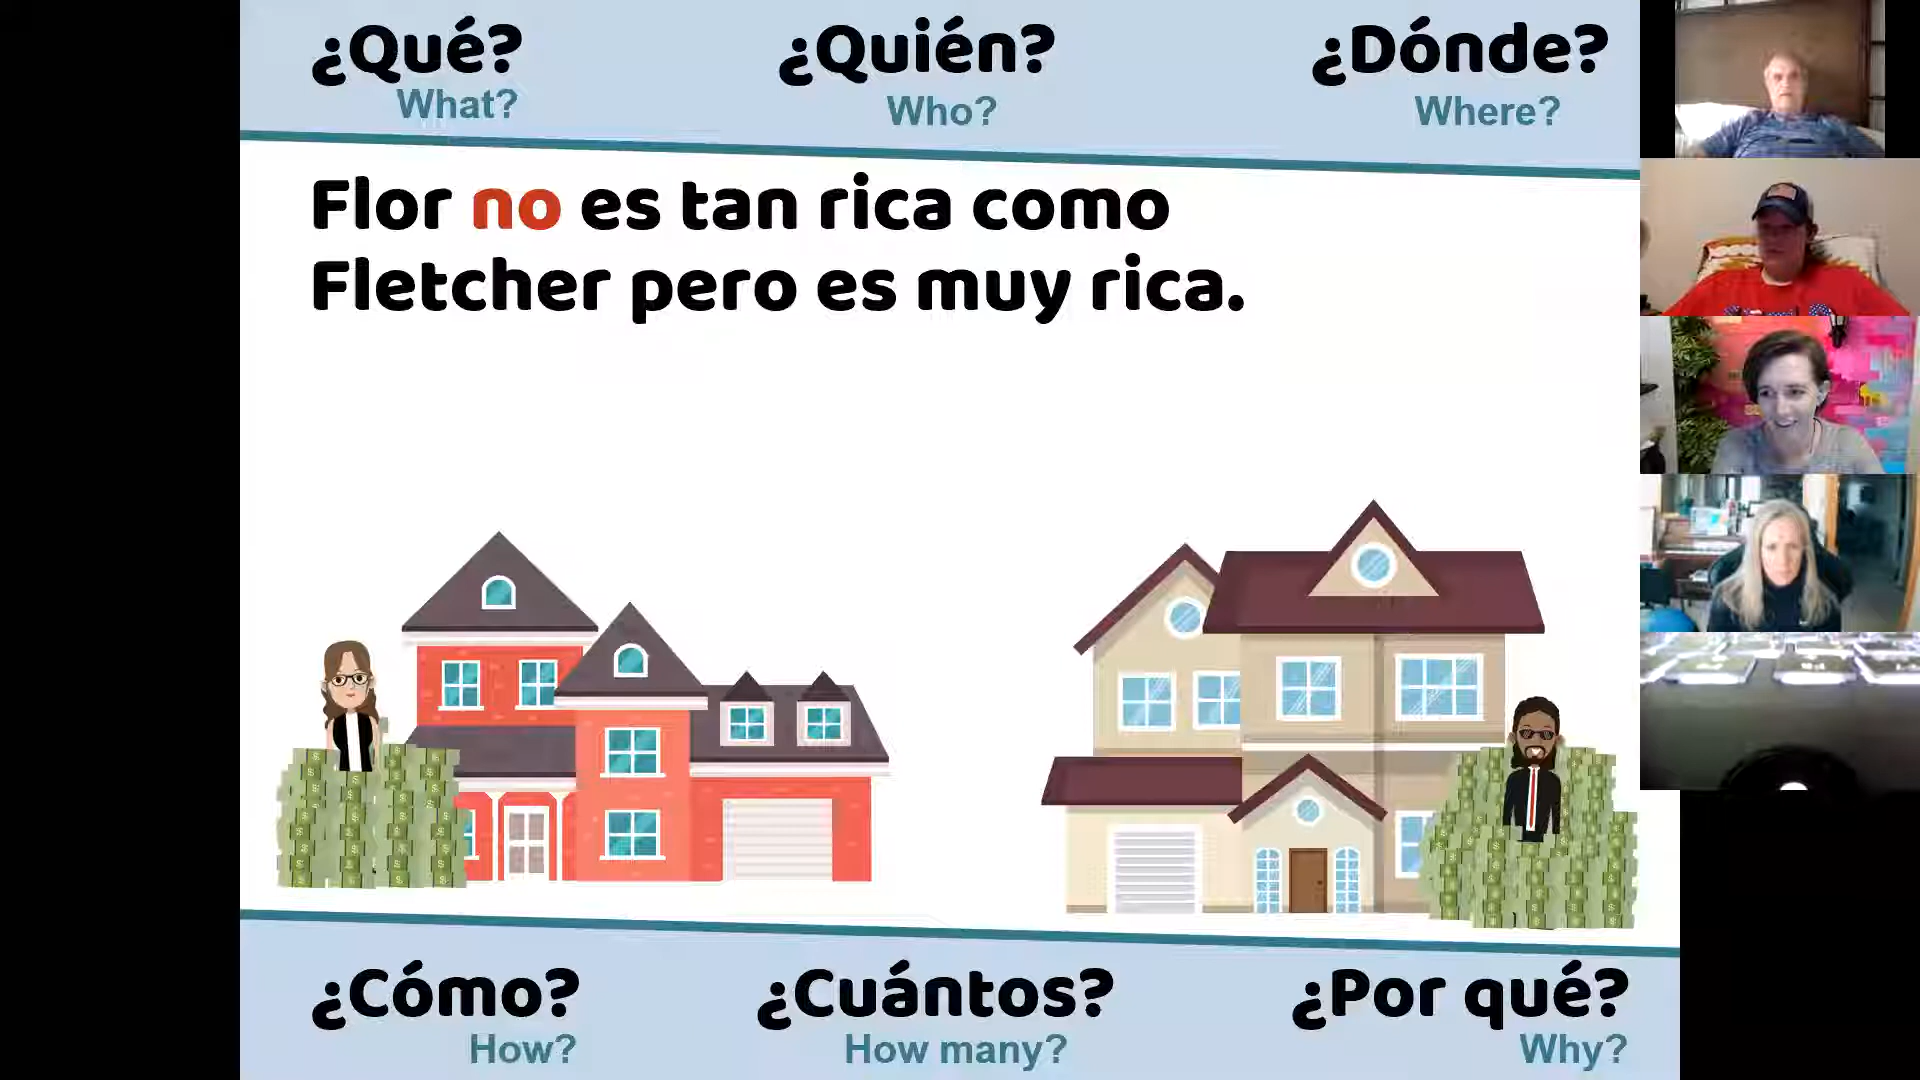 ¿Qué? ¿Quién? ¿Dónde?
What? Who? Where?
Flor no es tan rica como
Fletcher pero es muy rica.
¿Cómo? ¿Cuántos? ¿Por qué?
How? How many? Why?